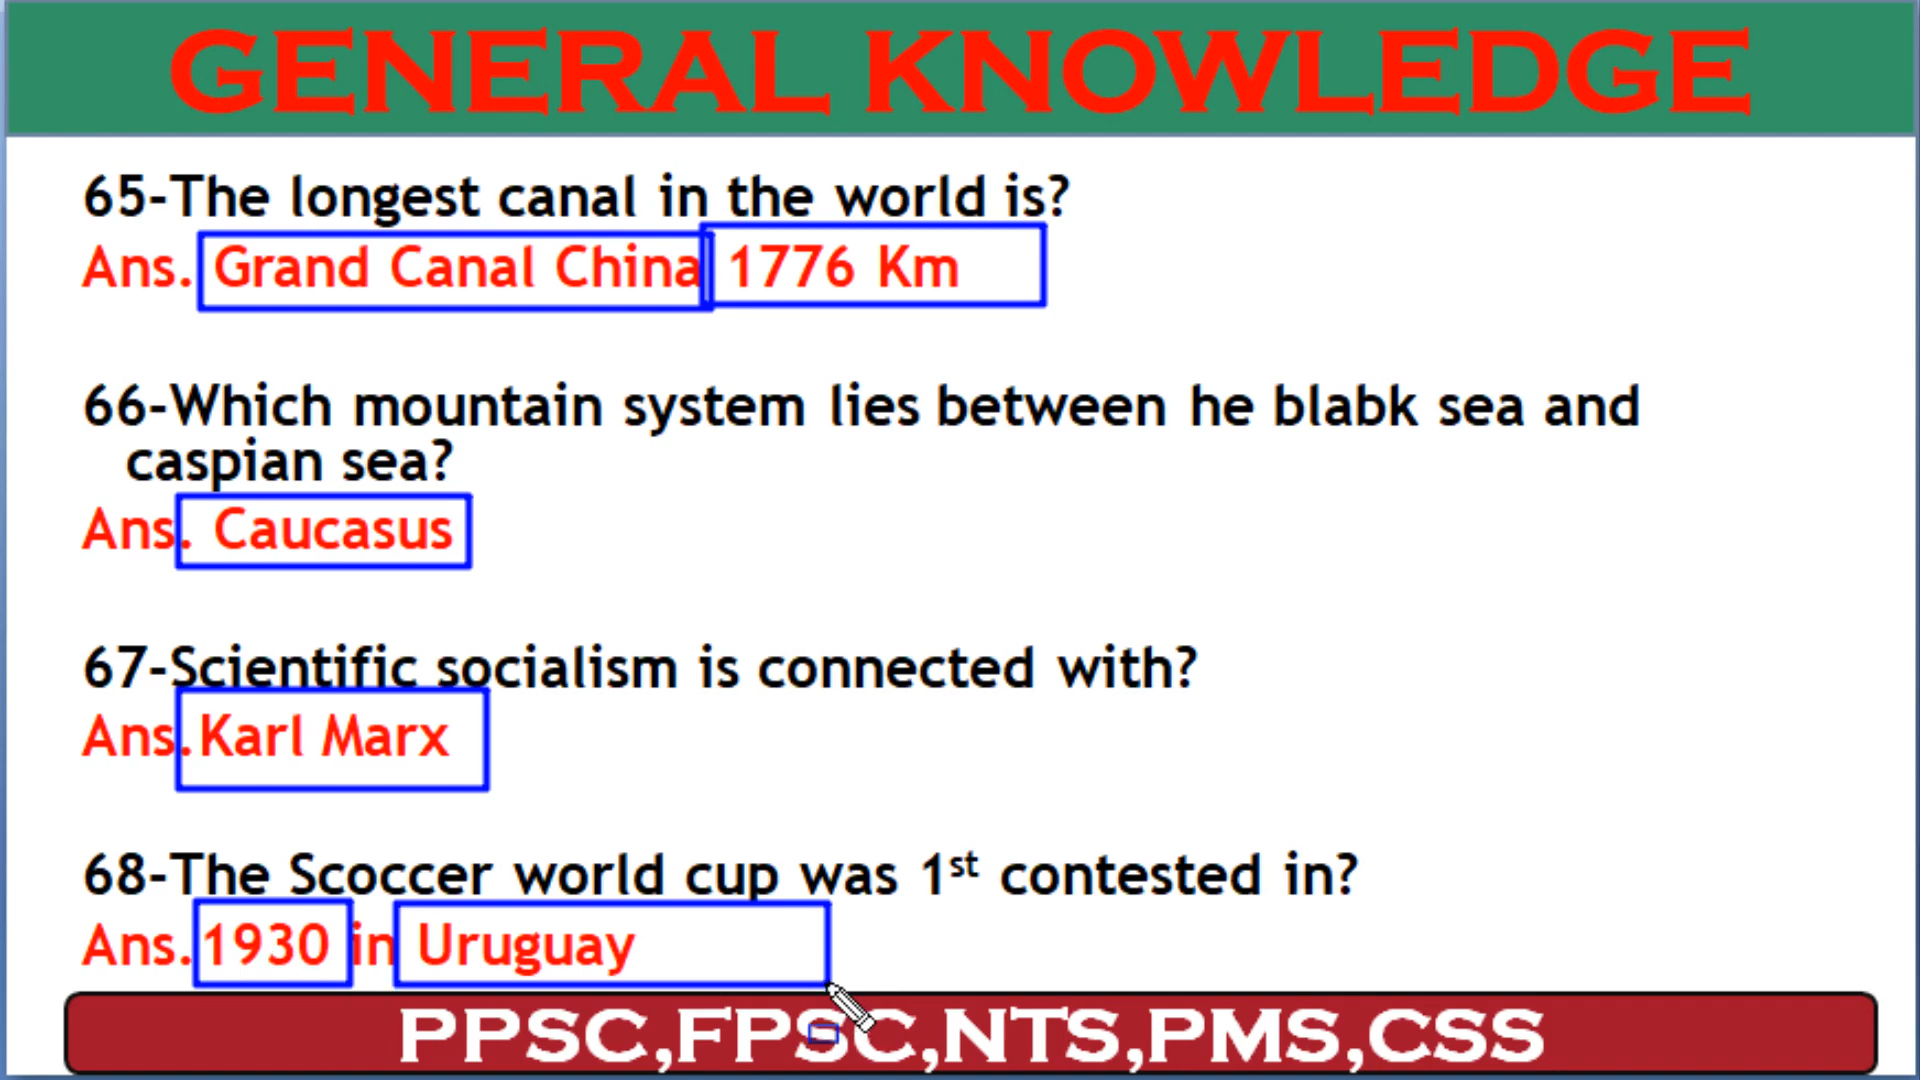 GENERAL KNOWLEDGE
65-The longest canal in the world is?
Ans. Grand Canal China 1776 Km
66-Which mountain system lies between he blabk sea and
caspian sea?
Ans. Caucasus
67-Scientific socialism is connected with?
Ans.Karl Marx
68-The Scoccer world cup was 1st contested in?
Ans.1930 in Uruguay
PPSC,FPSC,NTS,PMS,CSS